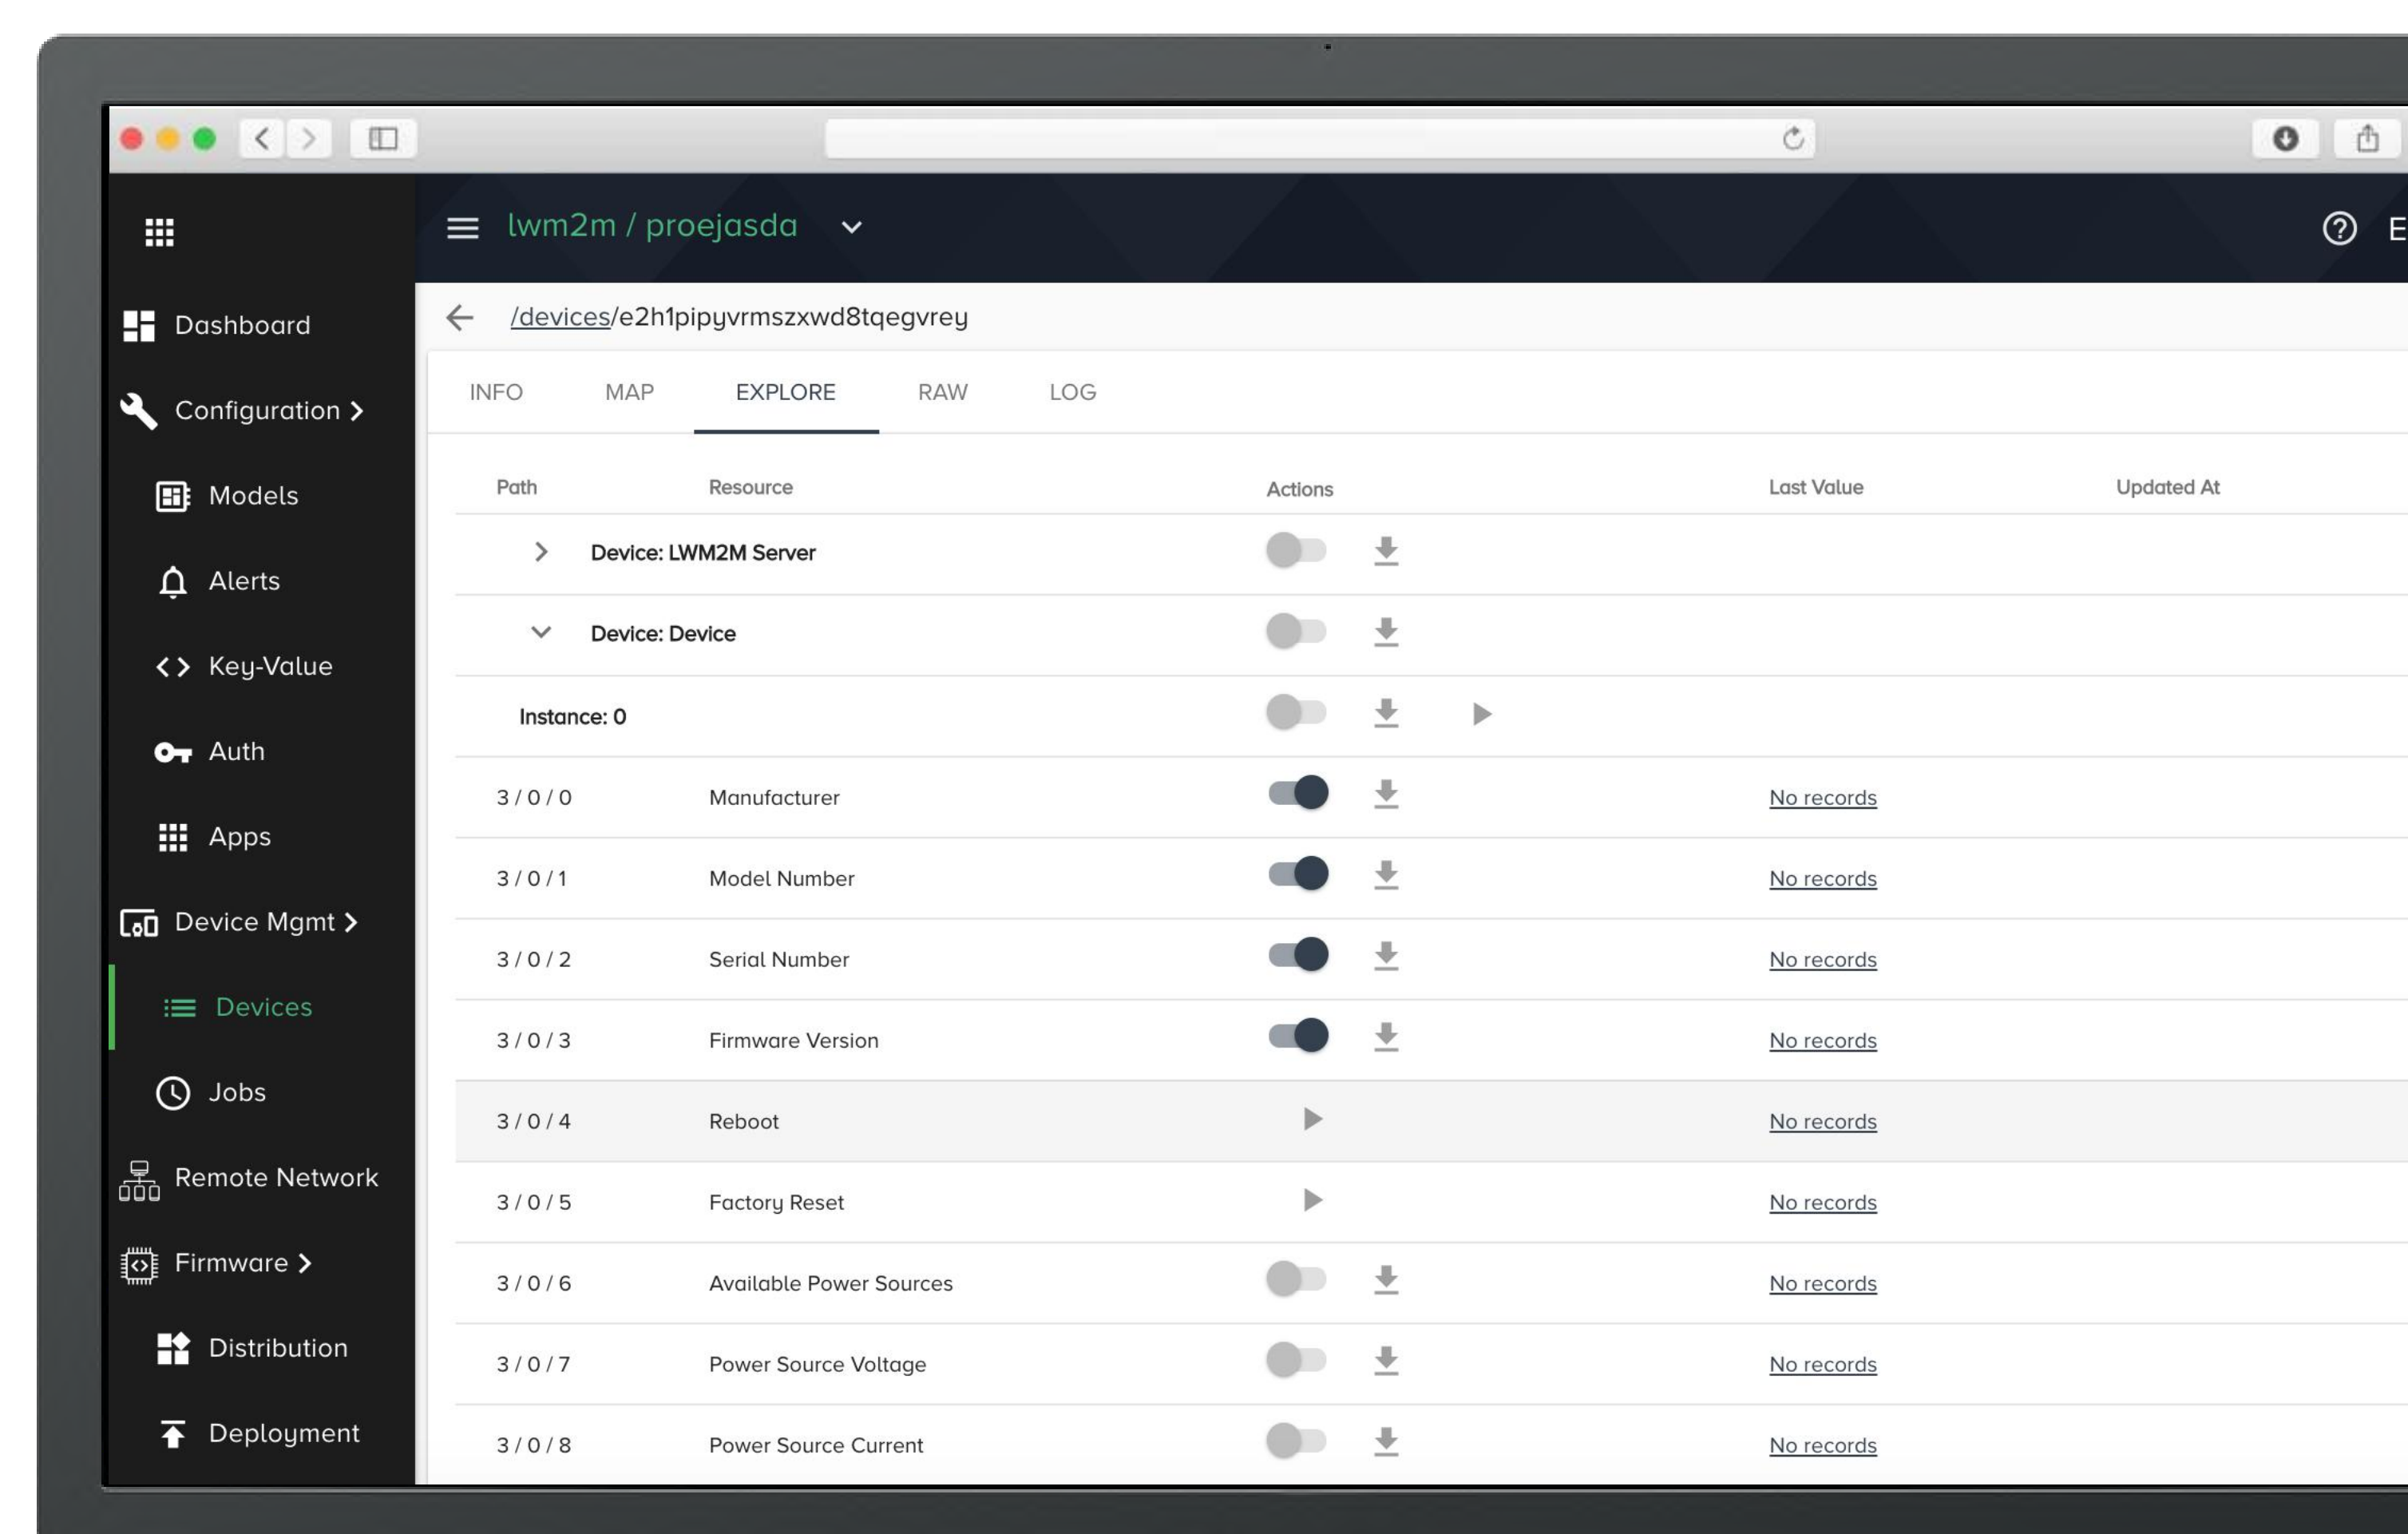 lwm2m / proejasda
E
/devices/e2h1pipyvrmszxwd8tqegvrey
Dashboard
Configuration
Models
Alerts
Key-Value
Auth
Apps
Device Mgmt
Devices
Jobs
Remote Network
Firmware
Distribution
Deployment
INFO MAP EXPLORE RAW LOG
Path Resource Actions Last Value Updated At
Device: LWM2M Server
Device: Device
Instance: 0
3 / 0 / 0 Manufacturer No records
3 / 0 / 1 Model Number No records
3 / 0 / 2 Serial Number No records
3 / 0 / 3 Firmware Version No records
3 / 0 / 4 Reboot No records
3 / 0 / 5 Factory Reset No records
3 / 0 / 6 Available Power Sources No records
3 / 0 / 7 Power Source Voltage No records
3 / 0 / 8 Power Source Current No records